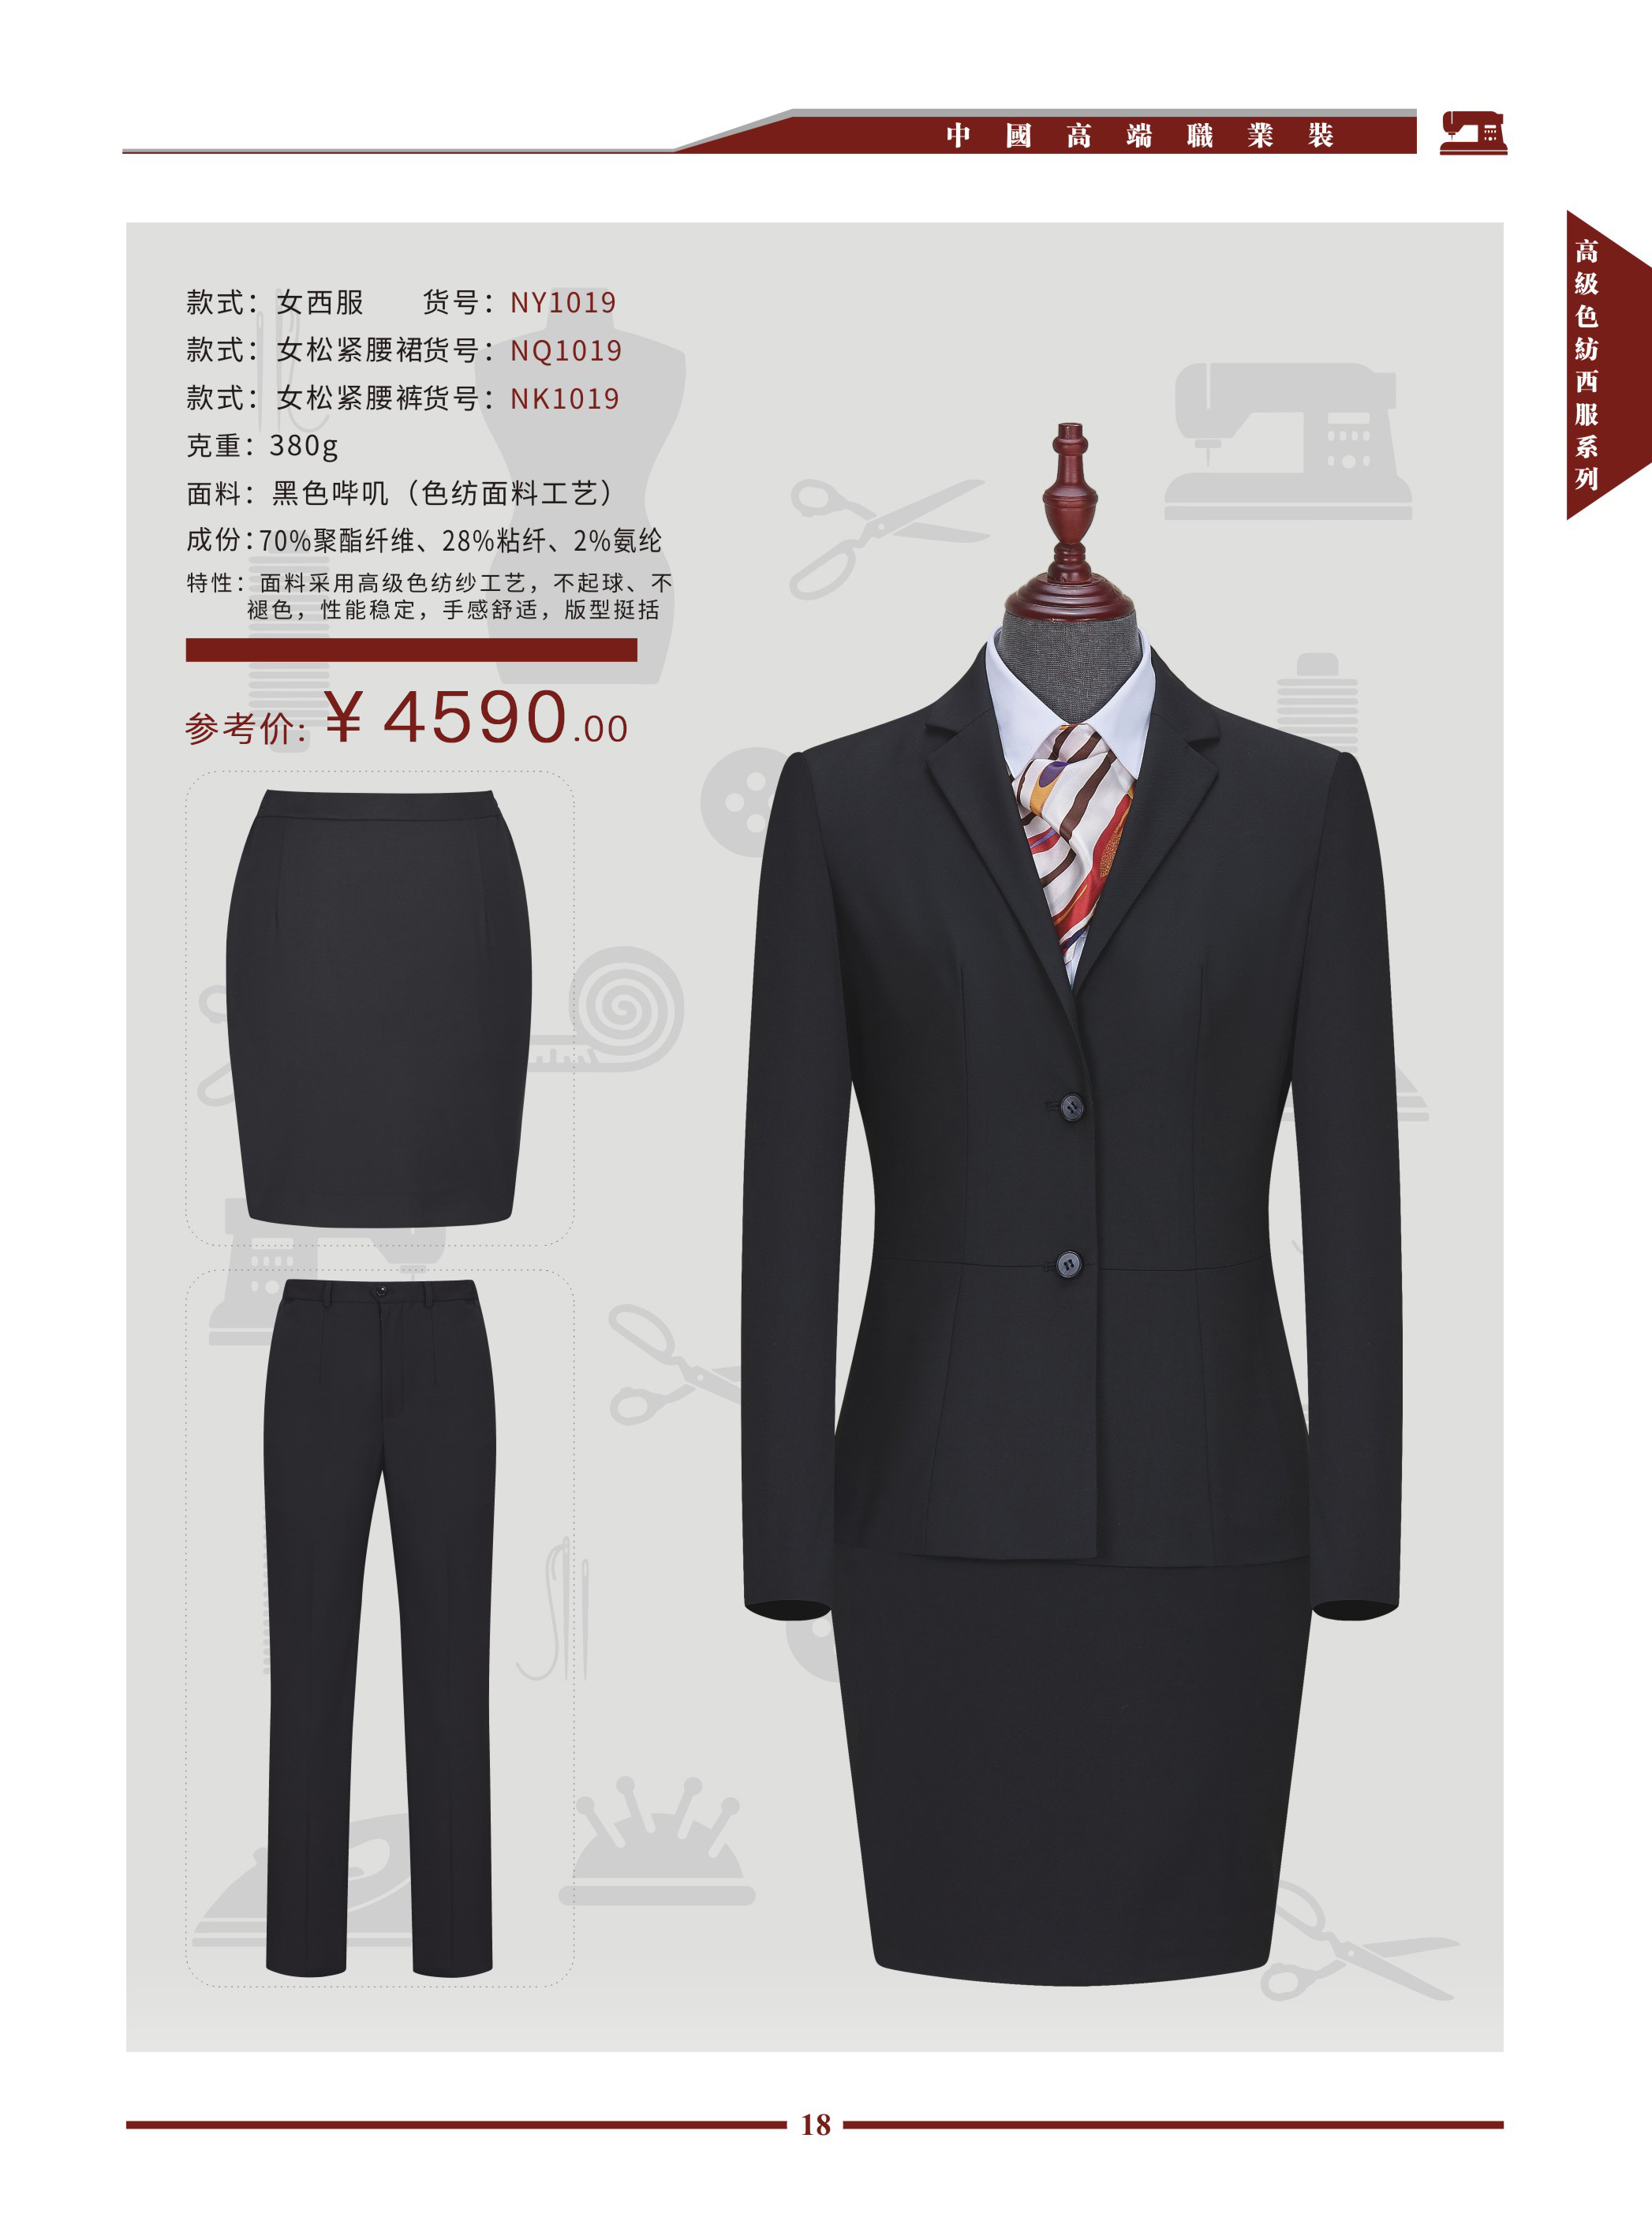 中國高端職業裝
高級色紡西服系列
款式：女西服 货号：NY1019
款式：女松紧腰裙货号：NQ1019
款式：女松紧腰裤货号：NK1019
克重：380g
面料：黑色哔叽（色纺面料工艺）
成份：70%聚酯纤维、28%粘纤、2%氨纶
特性：面料采用高级色纺纱工艺，不起球、不
褪色，性能稳定，手感舒适，版型挺括
参考价：￥4590.00
18